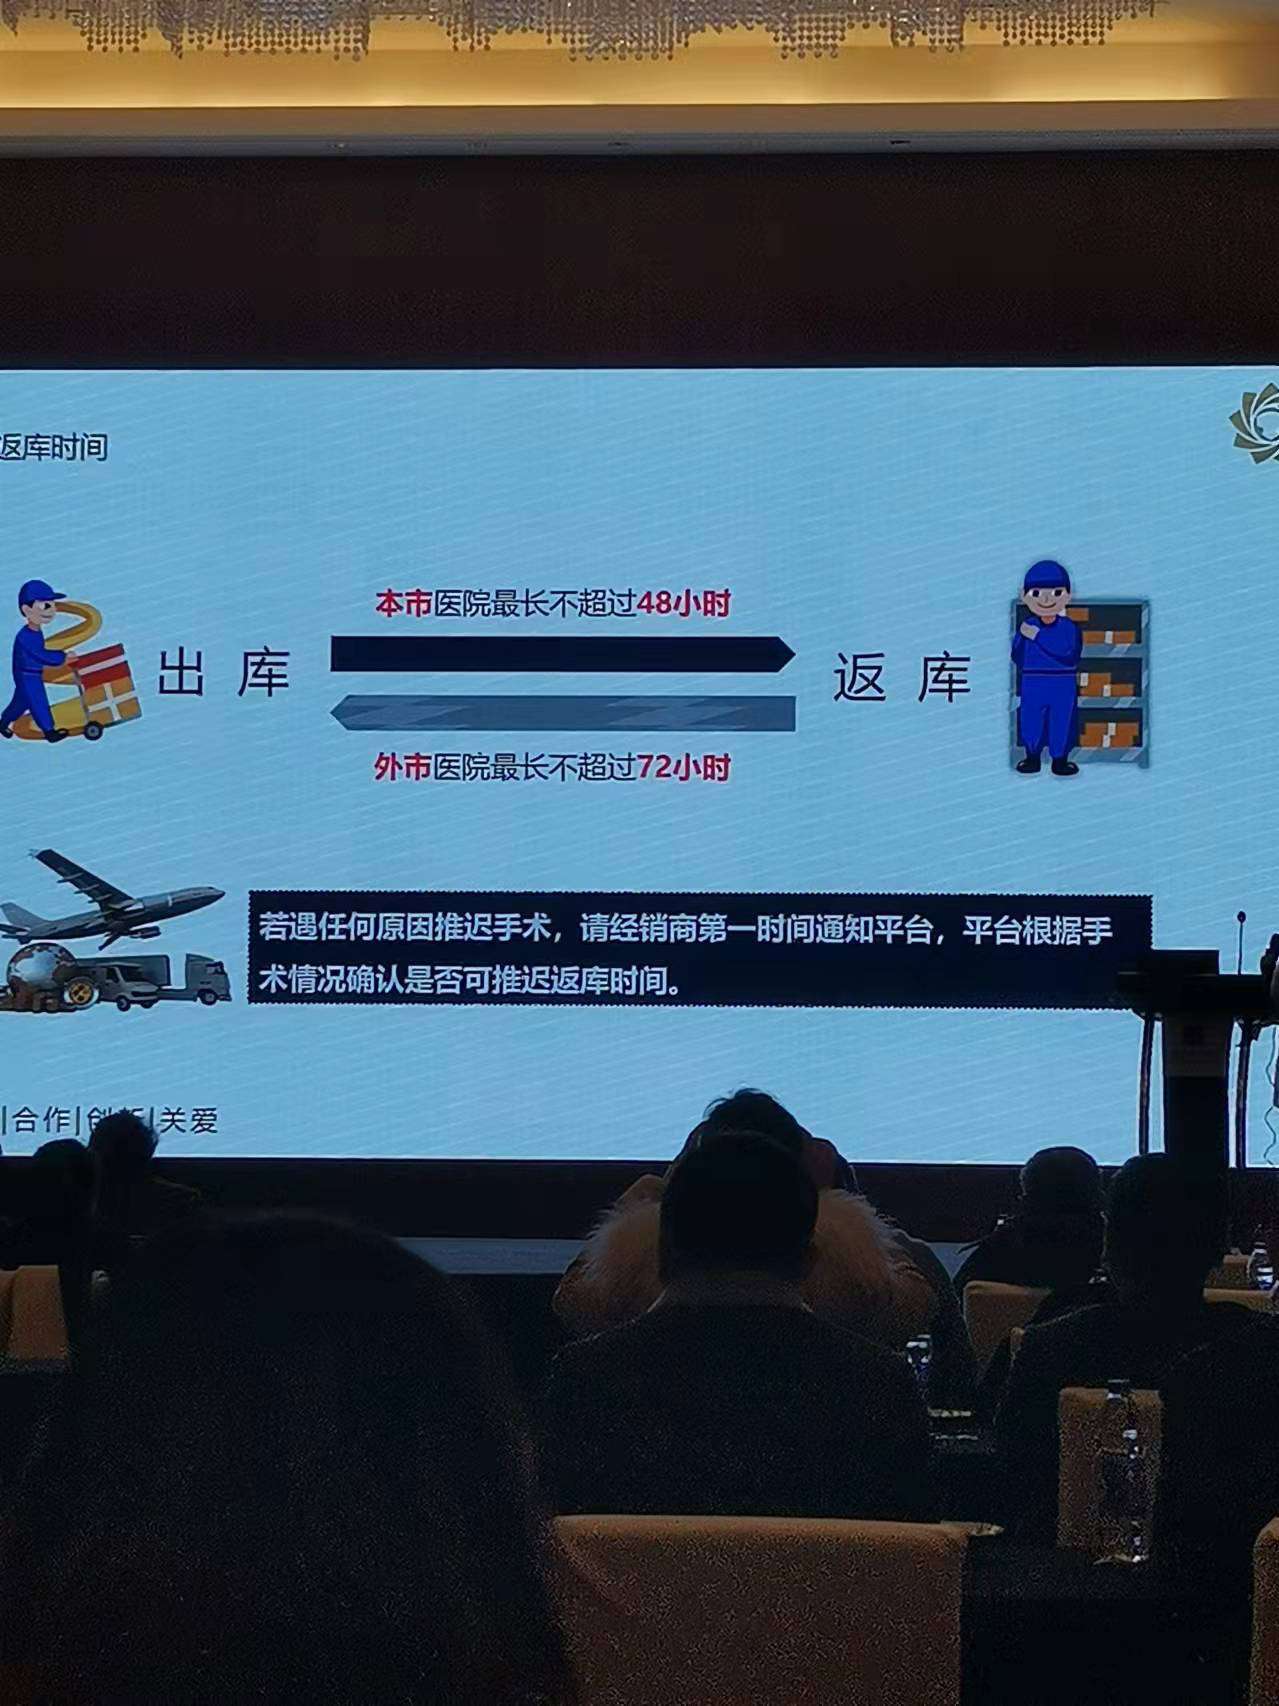 返库时间
本市医院最长不超过48小时
出库
返库
外市医院最长不超过72小时
若遇任何原因推迟手术，请经销商第一时间通知平台，平台根据手
术情况确认是否可推迟返库时间。
|合作|创新|关爱